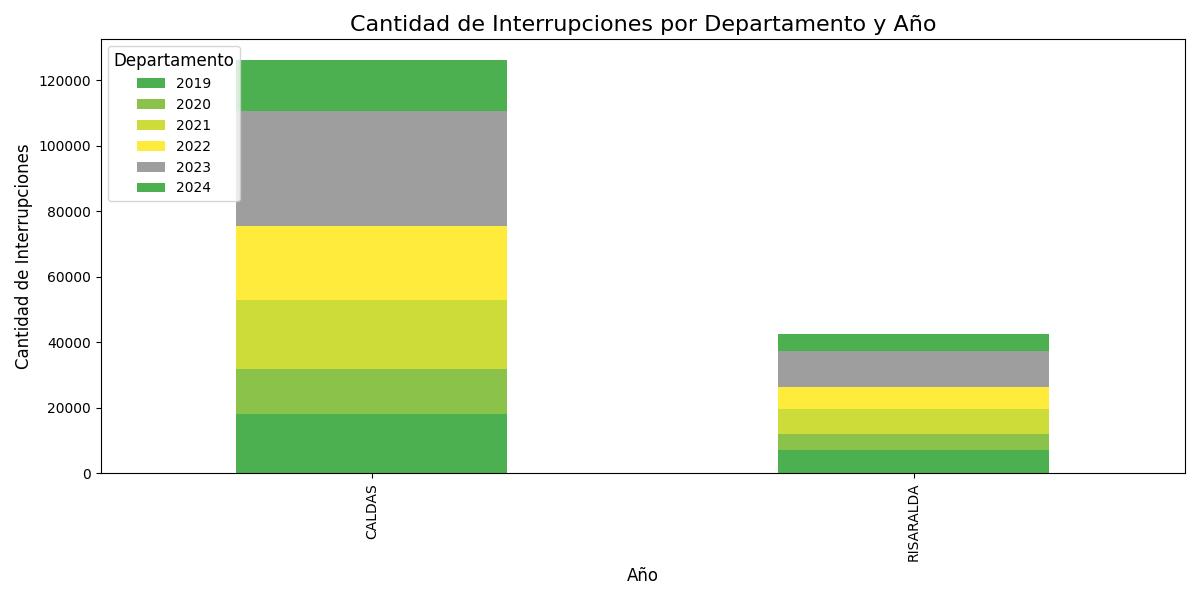 Cantidad de Interrupciones por Departamento y Año
Departamento
2019
2020
2021
2022
2023
2024
Cantidad de Interrupciones
120000
100000
80000
60000
40000
20000
0
CALDAS
RISARALDA
Año